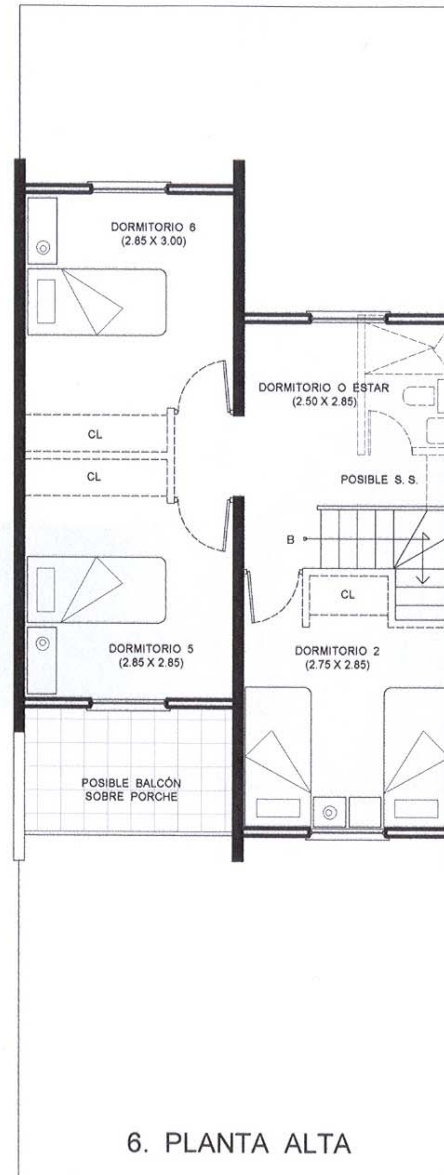 DORMITORIO 6
(2.85 X 3.00)
DORMITORIO O ESTAR
(2.50 X 2.85)
CL
CL
POSIBLE S. S.
B
CL
DORMITORIO 5
(2.85 X 2.85)
DORMITORIO 2
(2.75 X 2.85)
POSIBLE BALCÓN
SOBRE PORCHE
6. PLANTA ALTA